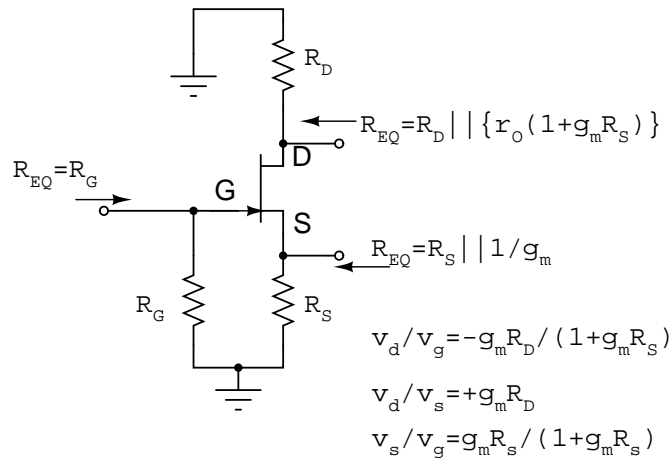 R_D
R_EQ=R_D||{r_o(1+g_mR_S)}
D
R_EQ=R_G
G
S
R_EQ=R_S||1/g_m
R_G
R_S
v_d/v_g=-g_mR_D/(1+g_mR_S)
v_d/v_s=+g_mR_D
v_s/v_g=g_mR_s/(1+g_mR_s)